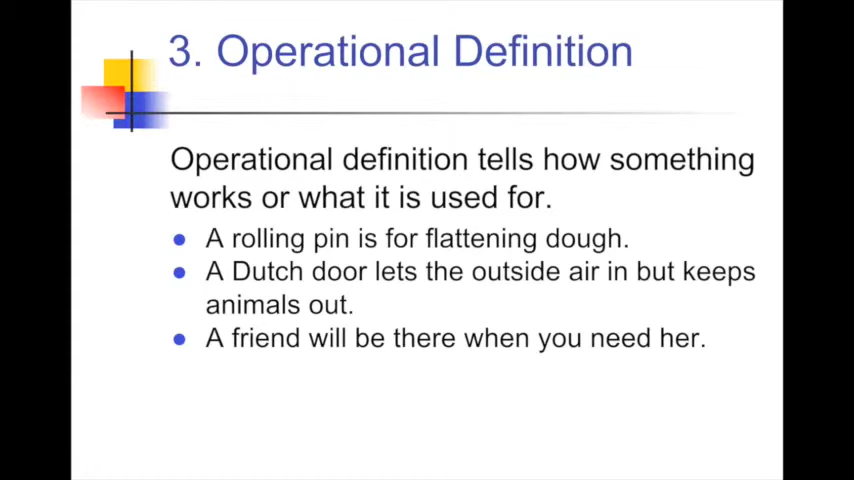 3. Operational Definition
Operational definition tells how something
works or what it is used for.
A rolling pin is for flattening dough.
A Dutch door lets the outside air in but keeps
animals out.
A friend will be there when you need her.